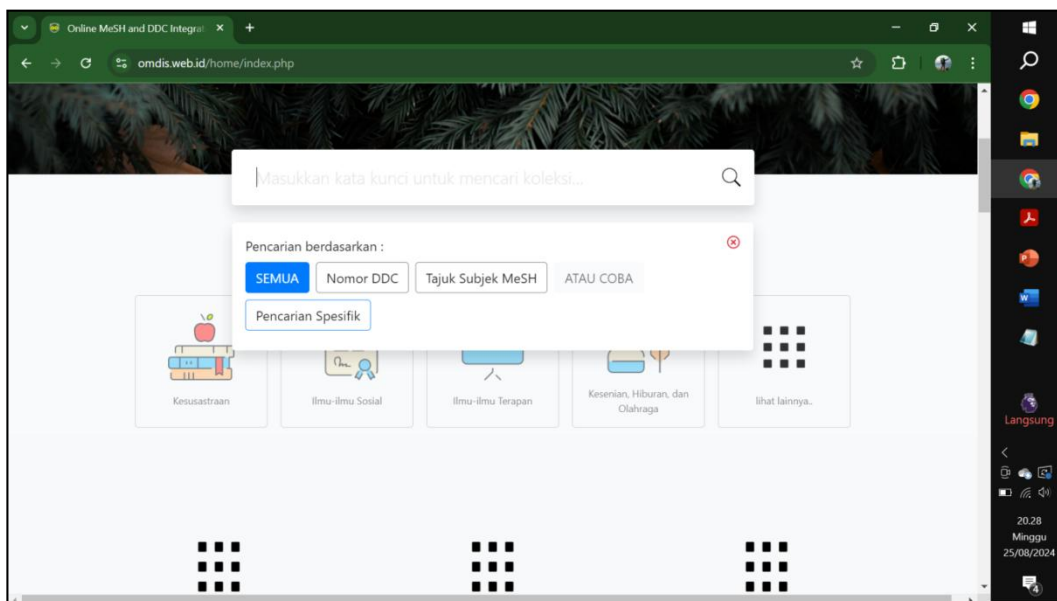 Online MeSH and DDC Integrat
omdis.web.id/home/index.php
Masukkan kata kunci untuk mencari koleksi...
Pencarian berdasarkan :
SEMUA
Nomor DDC
Tajuk Subjek MeSH
ATAU COBA
Pencarian Spesifik
Kesusastraan
Ilmu-ilmu Sosial
Ilmu-ilmu Terapan
Kesenian, Hiburan, dan
Olahraga
lihat lainnya..
Langsung
20.28
Minggu
25/08/2024
4